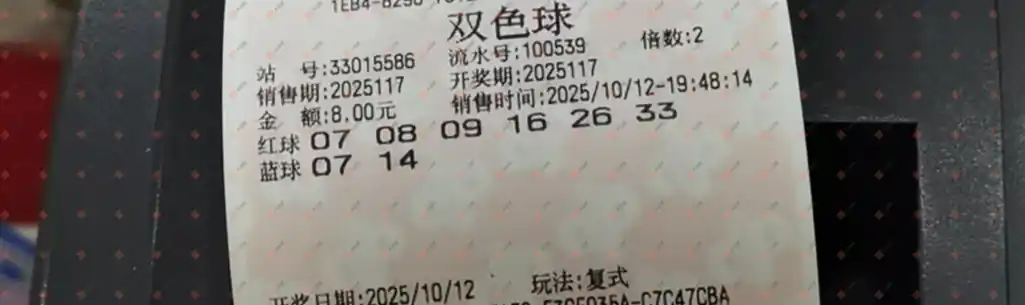 双色球
站 号:33015586 流水号:100539 倍数:2
销售期:2025117 开奖期:2025117
金 额:8.00元 销售时间:2025/10/12-19:48:14
红球 07 08 09 16 26 33
蓝球 07 14
开奖日期:2025/10/12 玩法:复式
-C7C47CBA